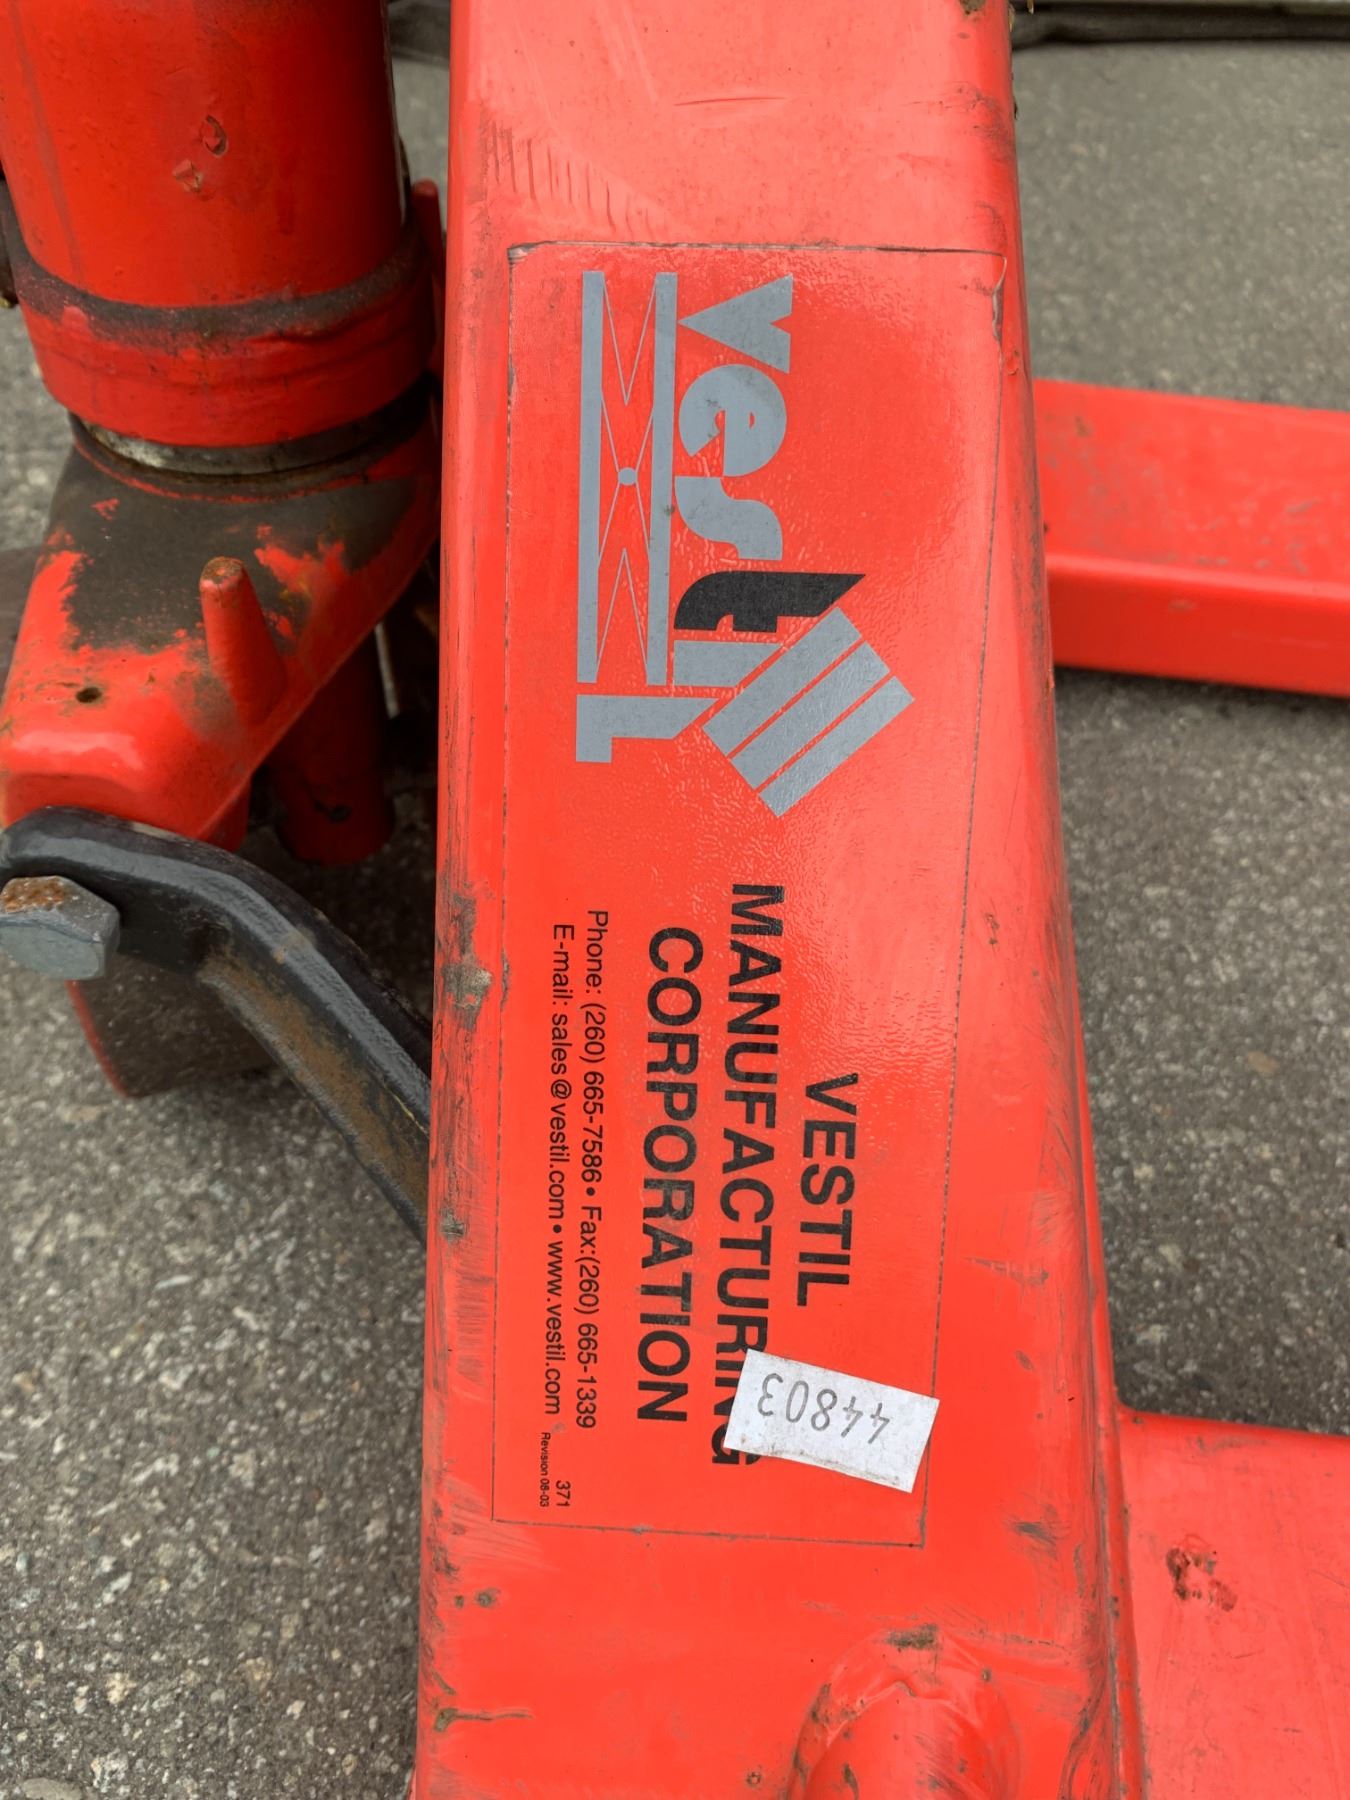 Vestil
VESTIL
MANUFACTURING
CORPORATION
Phone: (260) 665-7586 • Fax:(260) 665-1339
E-mail: sales@vestil.com • www.vestil.com
371
Revision 08-03
44803